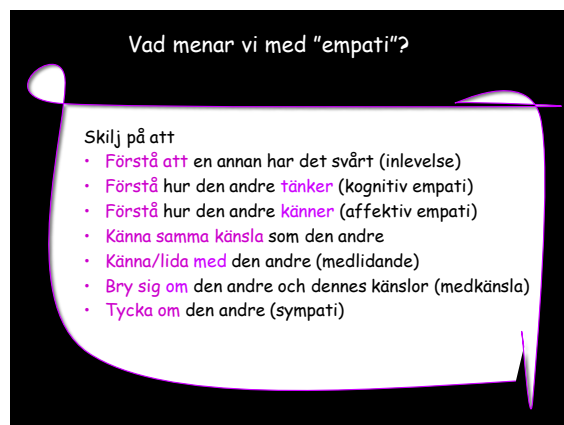 Vad menar vi med ”empati”?
Skilj på att
• Förstå att en annan har det svårt (inlevelse)
• Förstå hur den andre tänker (kognitiv empati)
• Förstå hur den andre känner (affektiv empati)
• Känna samma känsla som den andre
• Känna/lida med den andre (medlidande)
• Bry sig om den andre och dennes känslor (medkänsla)
• Tycka om den andre (sympati)